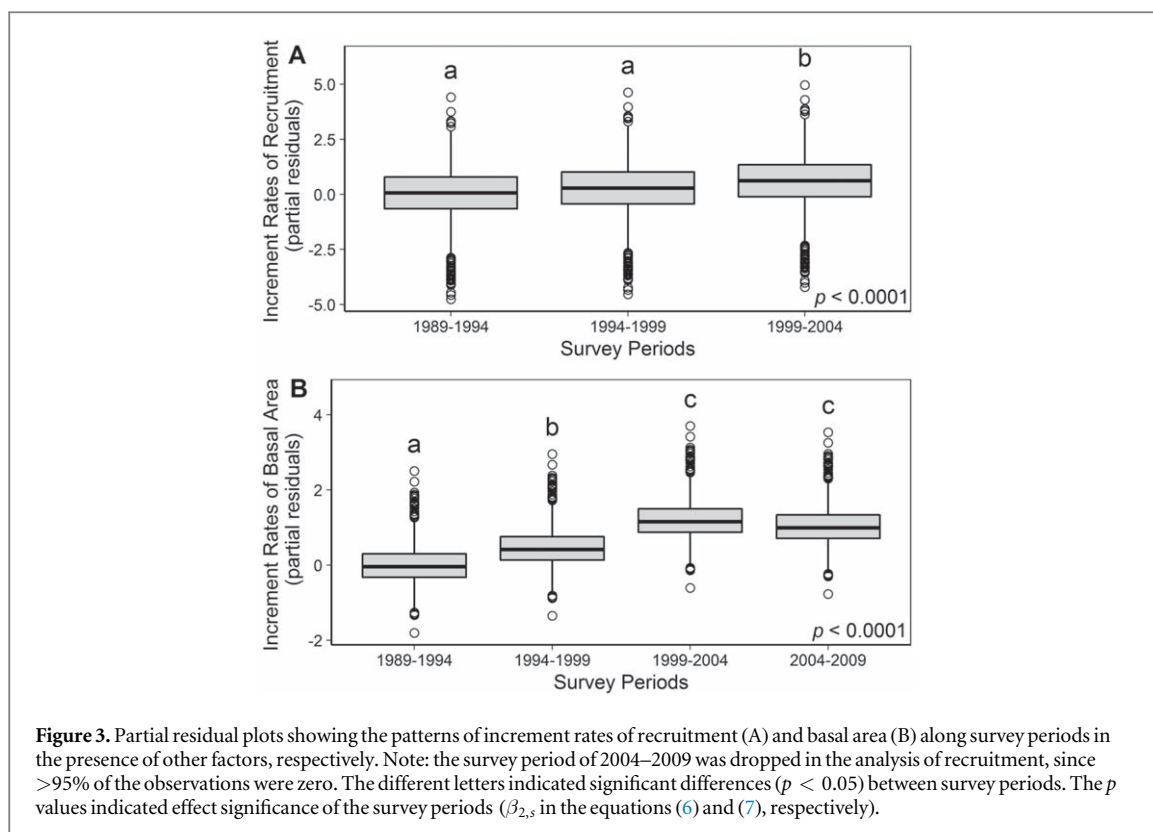 A
Increment Rates of Recruitment
(partial residuals)
a
a
b
5.0
2.5
0.0
-2.5
-5.0
p < 0.0001
1989-1994
1994-1999
1999-2004
Survey Periods
B
Increment Rates of Basal Area
(partial residuals)
a
b
c
c
4
2
0
-2
p < 0.0001
1989-1994
1994-1999
1999-2004
2004-2009
Survey Periods
Figure 3. Partial residual plots showing the patterns of increment rates of recruitment (A) and basal area (B) along survey periods in
the presence of other factors, respectively. Note: the survey period of 2004–2009 was dropped in the analysis of recruitment, since
>95% of the observations were zero. The different letters indicated significant differences (p < 0.05) between survey periods. The p
values indicated effect significance of the survey periods (β2,s in the equations (6) and (7), respectively).